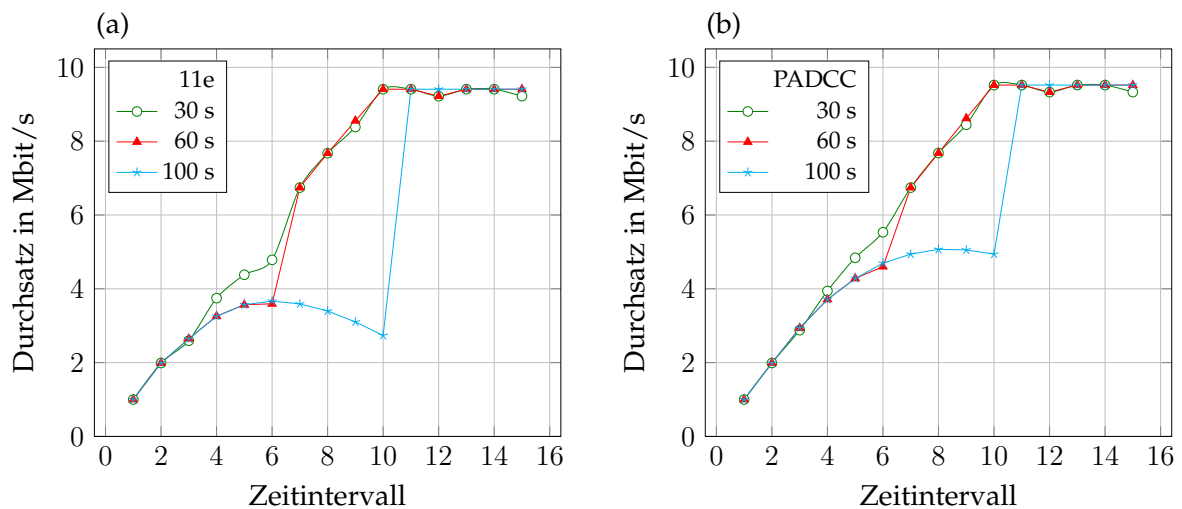 (a)
Durchsatz in Mbit/s
10
8
6
4
2
0
11e
30 s
60 s
100 s
0 2 4 6 8 10 12 14 16
Zeitintervall
(b)
Durchsatz in Mbit/s
10
8
6
4
2
0
PADCC
30 s
60 s
100 s
0 2 4 6 8 10 12 14 16
Zeitintervall